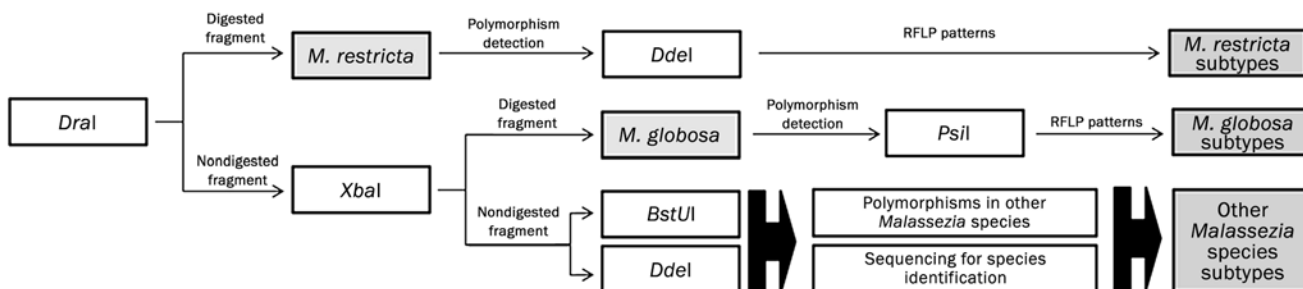 Digested
fragment
M. restricta
Polymorphism
detection
DdeI
RFLP patterns
M. restricta
subtypes
DraI
Nondigested
fragment
XbaI
Digested
fragment
M. globosa
Polymorphism
detection
PsiI
RFLP patterns
M. globosa
subtypes
Nondigested
fragment
BstUI
DdeI
Polymorphisms in other
Malassezia species
Sequencing for species
identification
Other
Malassezia
species
subtypes